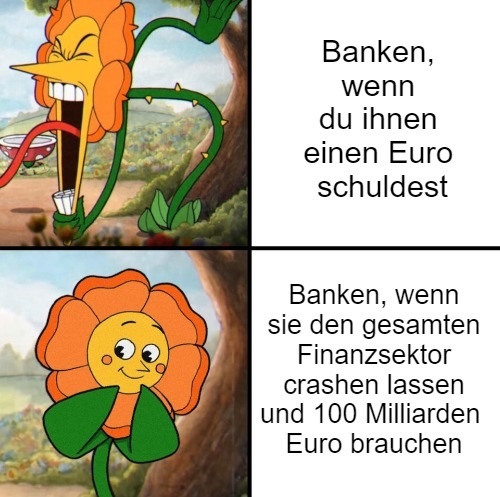 Banken,
wenn
du ihnen
einen Euro
schuldest
Banken, wenn
sie den gesamten
Finanzsektor
crashen lassen
und 100 Milliarden
Euro brauchen